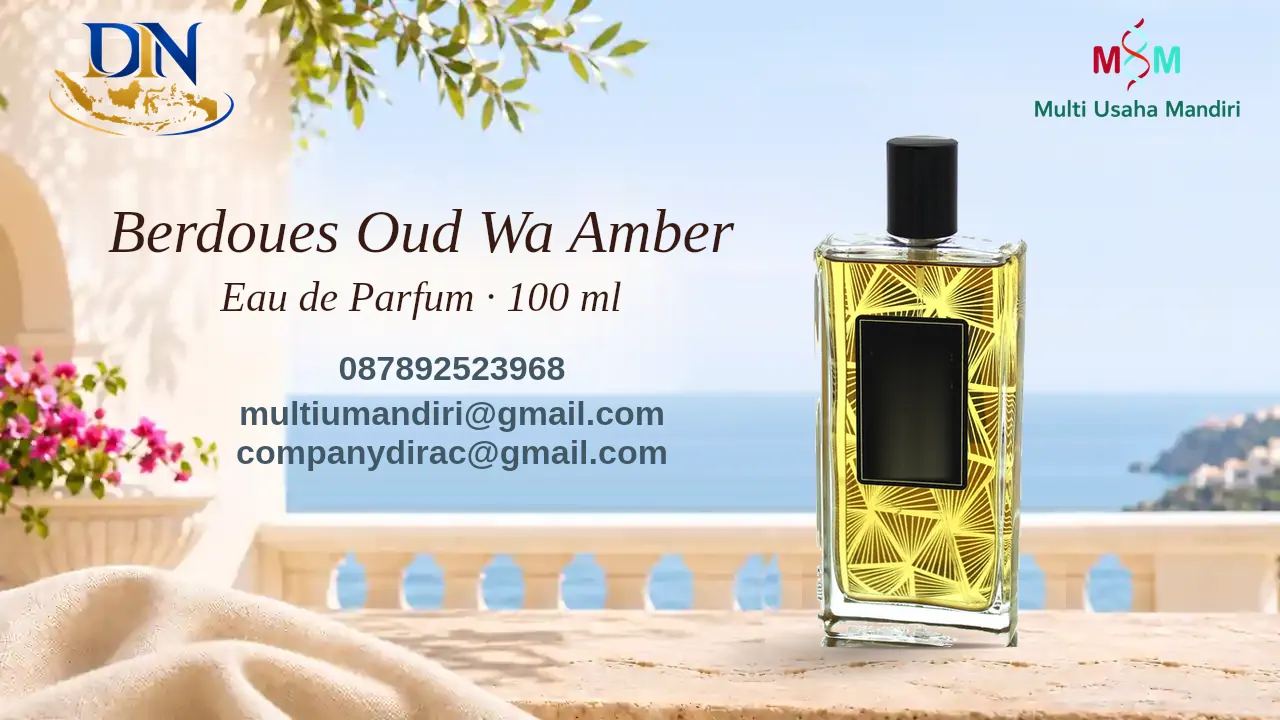 DIN
MSM
Multi Usaha Mandiri
Berdoues Oud Wa Amber
Eau de Parfum · 100 ml
087892523968
multiumandiri@gmail.com
companydirac@gmail.com